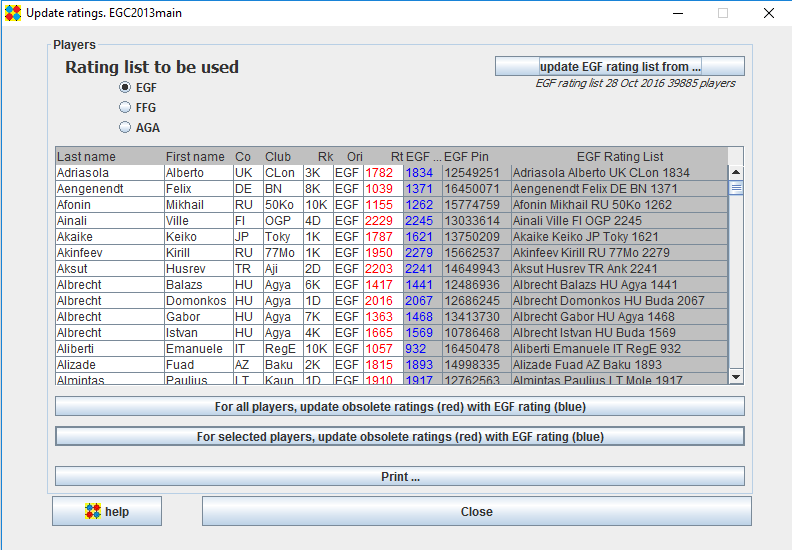 Update ratings. EGC2013main
Players
Rating list to be used
update EGF rating list from ...
EGF rating list 28 Oct 2016 39885 players
EGF
FFG
AGA
Last name First name Co Club Rk Ori Rt EGF ... EGF Pin EGF Rating List
Adriasola Alberto UK CLon 3K EGF 1782 1834 12549251 Adriasola Alberto UK CLon 1834
Aengenendt Felix DE BN 8K EGF 1039 1371 16450071 Aengenendt Felix DE BN 1371
Afonin Mikhail RU 50Ko 10K EGF 1155 1262 15774759 Afonin Mikhail RU 50Ko 1262
Ainali Ville FI OGP 4D EGF 2229 2245 13033614 Ainali Ville FI OGP 2245
Akaike Keiko JP Toky 1K EGF 1787 1621 13750209 Akaike Keiko JP Toky 1621
Akinfeev Kirill RU 77Mo 1K EGF 1950 2279 15662537 Akinfeev Kirill RU 77Mo 2279
Aksut Husrev TR Aji 2D EGF 2203 2241 14649943 Aksut Husrev TR Ank 2241
Albrecht Balazs HU Agya 6K EGF 1417 1441 12486936 Albrecht Balazs HU Agya 1441
Albrecht Domonkos HU Agya 1D EGF 2016 2067 12686245 Albrecht Domonkos HU Buda 2067
Albrecht Gabor HU Agya 7K EGF 1363 1468 13413730 Albrecht Gabor HU Agya 1468
Albrecht Istvan HU Agya 4K EGF 1665 1569 10786468 Albrecht Istvan HU Buda 1569
Aliberti Emanuele IT RegE 10K EGF 1057 932 16450478 Aliberti Emanuele IT RegE 932
Alizade Fuad AZ Baku 2K EGF 1815 1893 14998335 Alizade Fuad AZ Baku 1893
Almintas Paulius LT Kaun 1D EGF 1910 1917 12762563 Almintas Paulius LT Mole 1917
For all players, update obsolete ratings (red) with EGF rating (blue)
For selected players, update obsolete ratings (red) with EGF rating (blue)
Print ...
help
Close